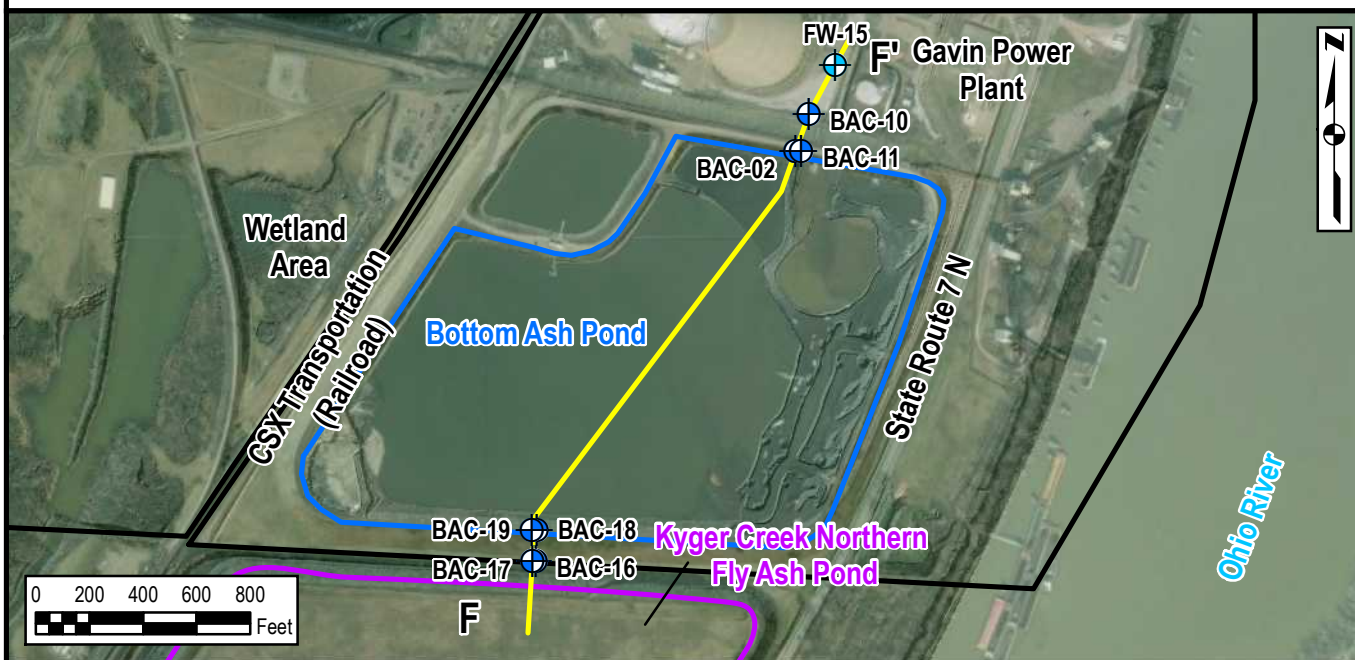 FW-15
F' Gavin Power
Plant
BAC-10
BAC-02
BAC-11
Z
Wetland
Area
CSX Transportation
(Railroad)
Bottom Ash Pond
State Route 7 N
Ohio River
BAC-19
BAC-18
Kyger Creek Northern
Fly Ash Pond
BAC-17
BAC-16
F
0 200 400 600 800
Feet